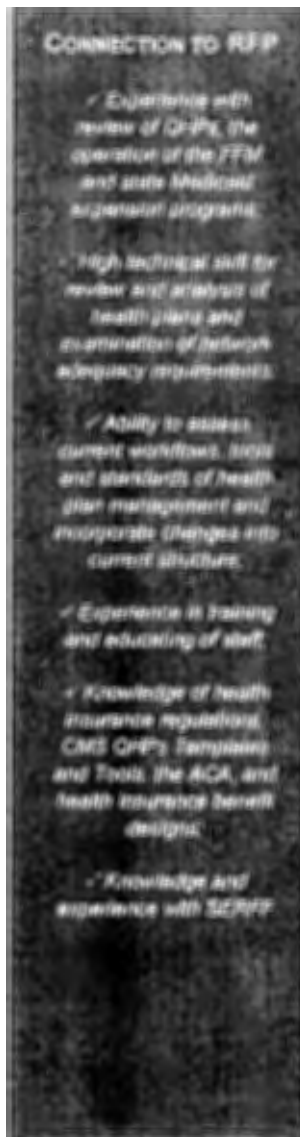 CONNECTION TO RFP
✓ Experience with
review of QHPs, the
operation of the FFM
and state Medicaid
expansion programs.
✓ High technical skill for
review and analysis of
health plans and
examination of network
adequacy requirements.
✓ Ability to assess
current workflows, tools
and standards of health
plan management and
incorporate changes into
current structure.
✓ Experience in training
and educating of staff.
✓ Knowledge of health
insurance regulations,
CMS QHPs Templates
and Tools, the ACA, and
health insurance benefit
designs.
✓ Knowledge and
experience with SERFF